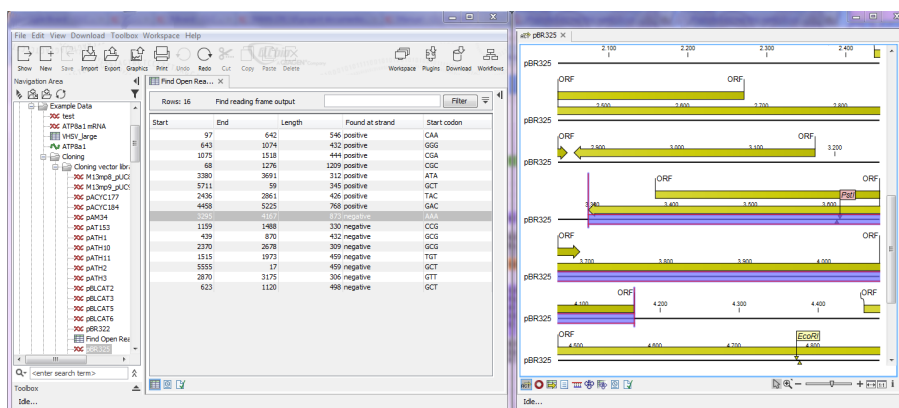 File Edit View Download Toolbox Workspace Help
Show New Save Import Export Graphics Print Undo Redo Cut Copy Paste Delete Workspace Plugins Download Workflows
Navigation Area
Example Data
test
ATP8a1 mRNA
VHSV_large
ATP8a1
Cloning
Cloning vector libr
M13mp8_pUC8
M13mp9_pUC9
pACYC177
pACYC184
pAM34
pAT153
pATH1
pATH10
pATH11
pATH2
pATH3
pBLCAT2
pBLCAT3
pBLCAT5
pBLCAT6
pBR322
Find Open Rea
pBR325
<enter search term>
Toolbox
Idle...
Find Open Rea... ×
Rows: 16 Find reading frame output Filter
Start End Length Found at strand Start codon
97 642 546 positive CAA
643 1074 432 positive GGG
1075 1518 444 positive CGA
68 1276 1209 positive CGC
3380 3691 312 positive ATA
5711 59 345 positive GCT
2436 2861 426 positive TAC
4458 5225 768 positive GAC
3295 4167 873 negative AAA
1159 1488 330 negative GCG
439 870 432 negative GCG
2370 2678 309 negative GCG
1515 1973 459 negative TGT
5555 17 459 negative GCT
2870 3175 306 negative GTT
623 1120 498 negative GCT
pBR325 ×
2.100 2.200 2.300 2.400
pBR325
ORF ORF
2.500 2.600 2.700 2.800
pBR325
ORF ORF
2.900 3.000 3.100 3.200
pBR325
ORF ORF
PstI
3.300 3.400 3.500 3.600
pBR325
ORF ORF
3.700 3.800 3.900 4.000
pBR325
ORF ORF
4.100 4.200 4.300 4.400
pBR325
ORF ORF
EcoRI
4.500 4.600 4.700 4.800
pBR325
Idle...